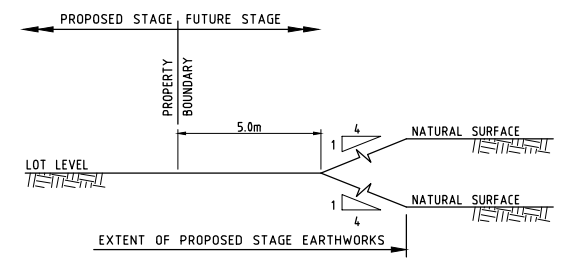 PROPOSED STAGE FUTURE STAGE
PROPERTY
BOUNDARY
5.0m
4
1
NATURAL SURFACE
LOT LEVEL
1
4
NATURAL SURFACE
EXTENT OF PROPOSED STAGE EARTHWORKS